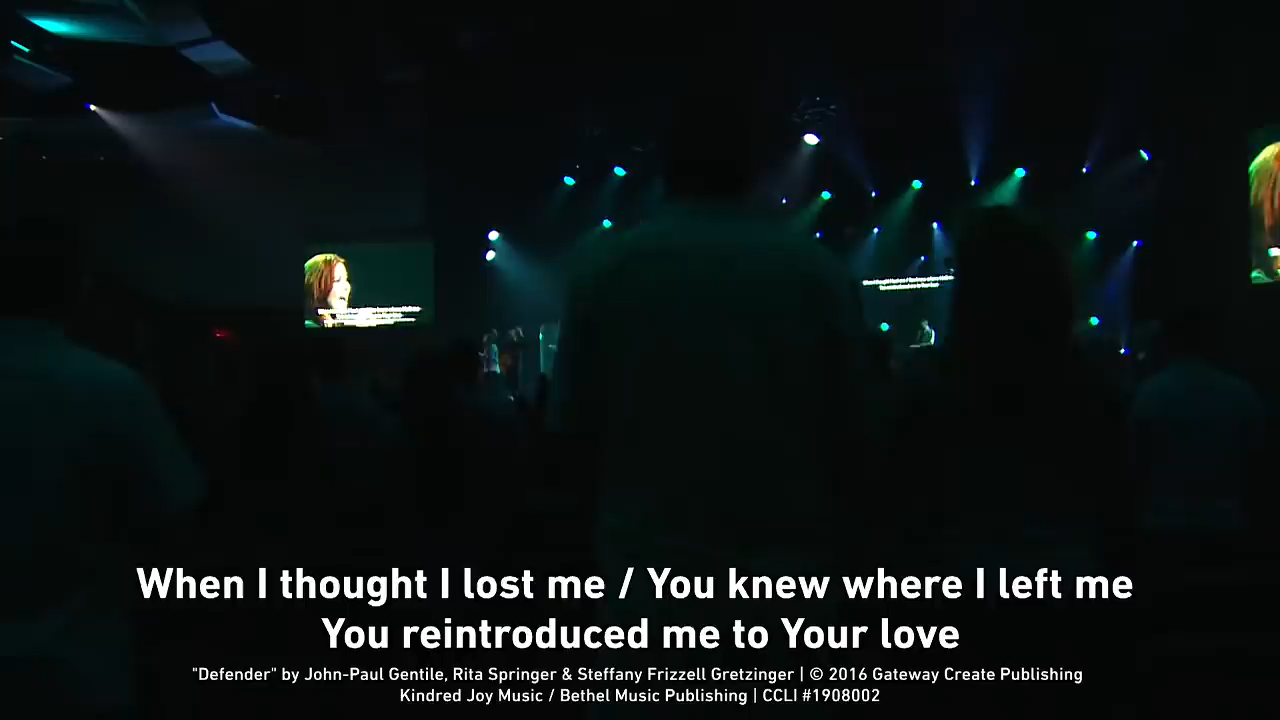 When I thought I lost me / You knew where I left me
You reintroduced me to Your love
"Defender" by John-Paul Gentile, Rita Springer & Steffany Frizzell Gretzinger | © 2016 Gateway Create Publishing
Kindred Joy Music / Bethel Music Publishing | CCLI #1908002